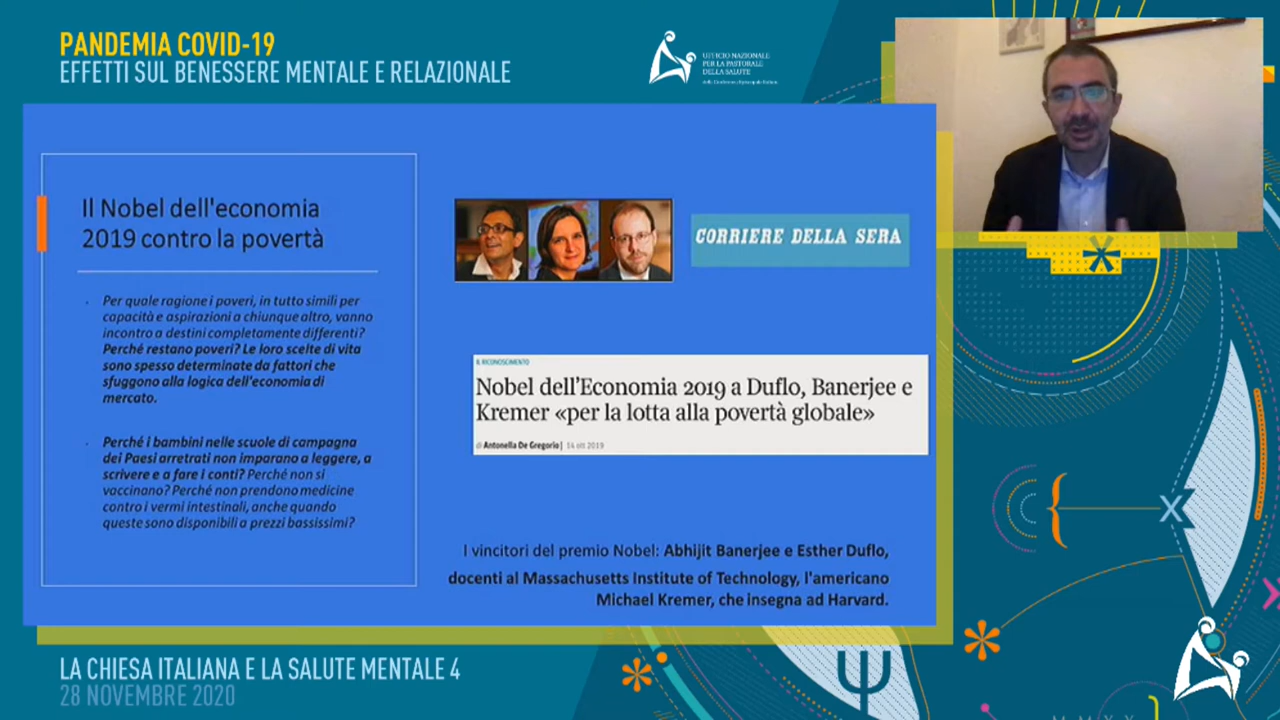 PANDEMIA COVID-19
EFFETTI SUL BENESSERE MENTALE E RELAZIONALE
UFFICIO NAZIONALE
PER LA PASTORALE
DELLA SALUTE
della Conferenza Episcopale Italiana
Il Nobel dell'economia
2019 contro la povertà
Per quale ragione i poveri, in tutto simili per
capacità e aspirazioni a chiunque altro, vanno
incontro a destini completamente differenti?
Perché restano poveri? Le loro scelte di vita
sono spesso determinate da fattori che
sfuggono alla logica dell'economia di
mercato.
Perché i bambini nelle scuole di campagna
dei Paesi arretrati non imparano a leggere, a
scrivere e a fare i conti? Perché non si
vaccinano? Perché non prendono medicine
contro i vermi intestinali, anche quando
queste sono disponibili a prezzi bassissimi?
CORRIERE DELLA SERA
IL RICONOSCIMENTO
Nobel dell'Economia 2019 a Duflo, Banerjee e
Kremer «per la lotta alla povertà globale»
di Antonella De Gregorio | 14 ott 2019
I vincitori del premio Nobel: Abhijit Banerjee e Esther Duflo,
docenti al Massachusetts Institute of Technology, l'americano
Michael Kremer, che insegna ad Harvard.
LA CHIESA ITALIANA E LA SALUTE MENTALE 4
28 NOVEMBRE 2020